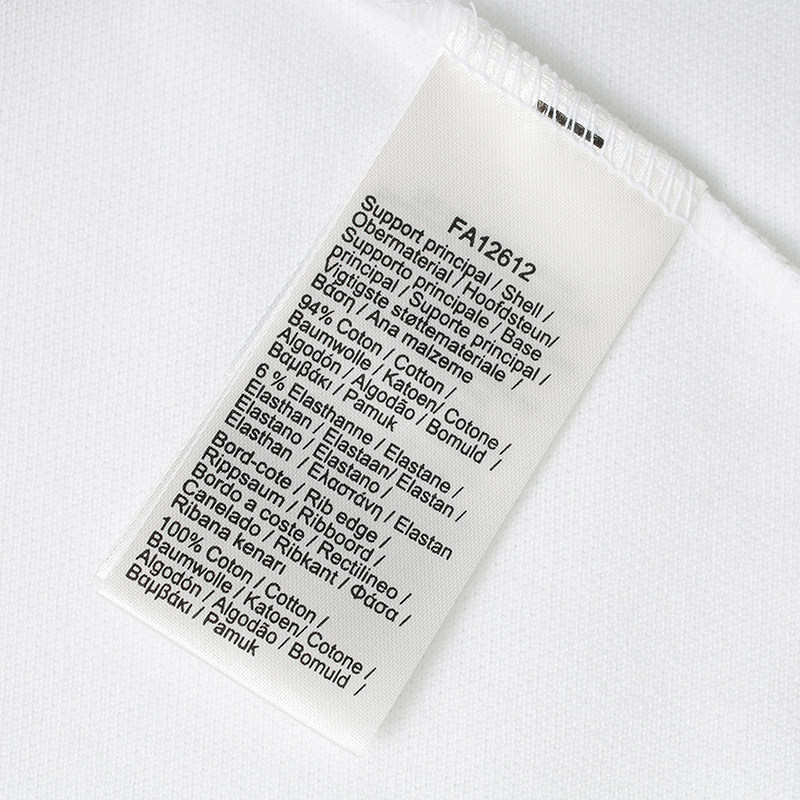 FA12612
Support principal / Shell /
Obermaterial / Hoofdsteun/
Supporto principale / Base
principal / Suporte principal /
Vigtigste støttemateriale /
Βάση / Ana malzeme
94% Coton / Cotton /
Baumwolle / Katoen/ Cotone /
Algodón / Algodão / Bomuld /
Βαμβάκι / Pamuk
6 % Elasthanne / Elastane /
Elasthan / Elastaan/ Elastan /
Elastano / Elastano /
Elasthan / Ελαστάνη / Elastan
Bord-cote / Rib edge /
Rippsaum / Ribboord /
Bordo a coste / Rectilineo /
Canelado / Ribkant / Φάσα /
Ribana kenarı
100% Coton / Cotton /
Baumwolle / Katoen/ Cotone /
Algodón / Algodão / Bomuld /
Βαμβάκι / Pamuk